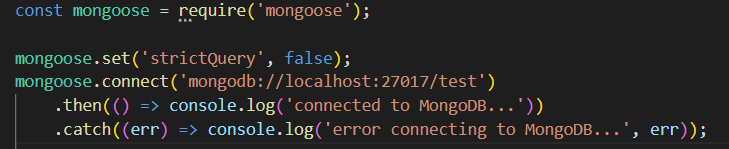 const mongoose = require('mongoose');
mongoose.set('strictQuery', false);
mongoose.connect('mongodb://localhost:27017/test')
.then(() => console.log('connected to MongoDB...'))
.catch((err) => console.log('error connecting to MongoDB...', err));